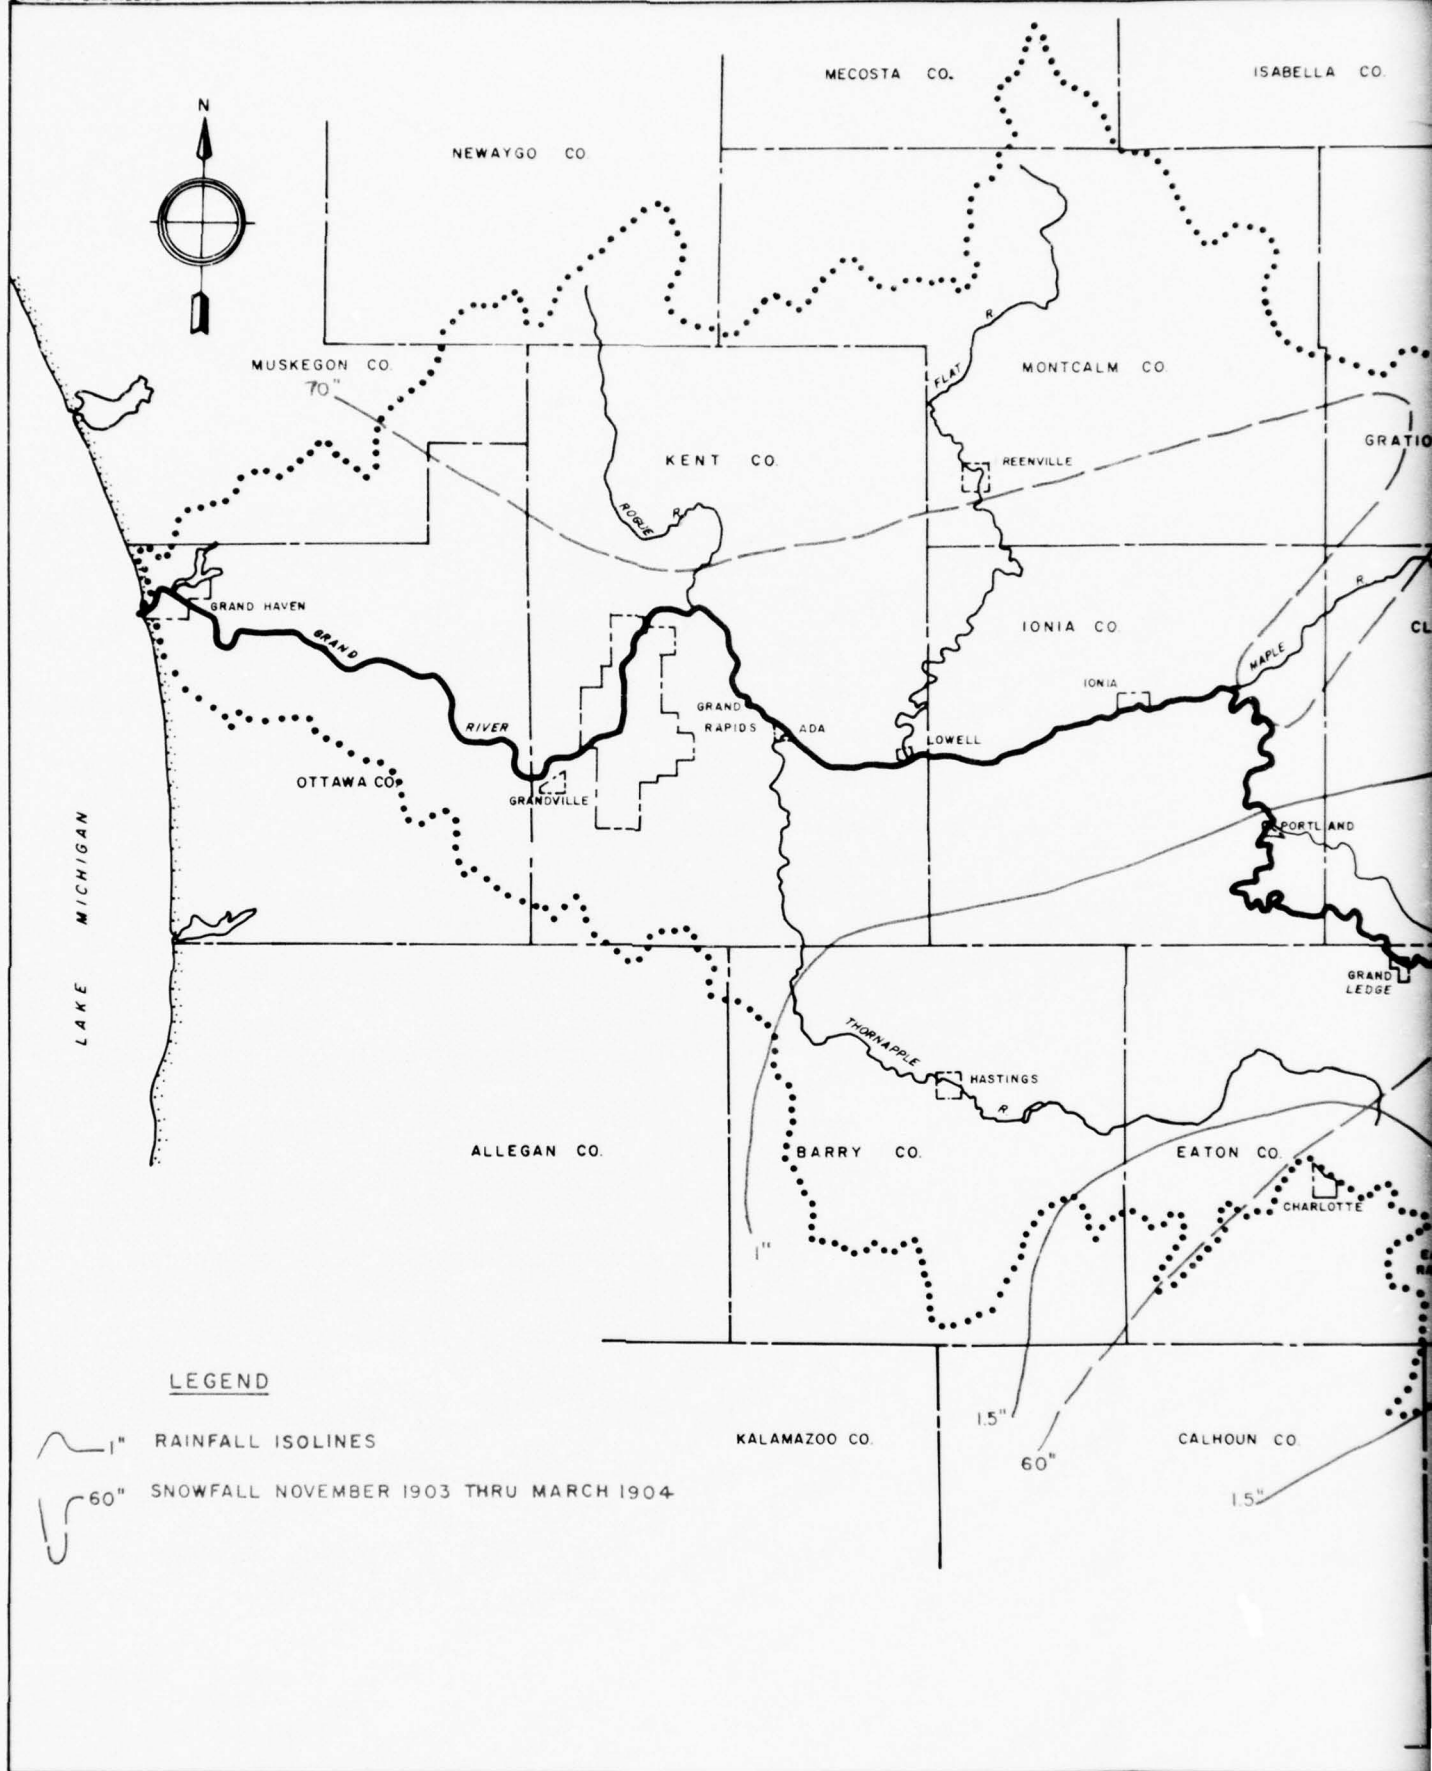 MECOSTA CO.
ISABELLA CO.
N
NEWAYGO CO.
MUSKEGON CO.
70"
FLAT R.
MONTCALM CO.
GRATIO
KENT CO.
REENVILLE
ROGUE R.
GRAND HAVEN
GRAND
RIVER
IONIA CO.
CL
MAPLE R.
IONIA
GRAND
RAPIDS
ADA
LOWELL
OTTAWA CO.
GRANDVILLE
PORTLAND
LAKE MICHIGAN
GRAND
LEDGE
THORNAPPLE R
HASTINGS
ALLEGAN CO.
BARRY CO.
EATON CO.
CHARLOTTE
1"
LEGEND
1" RAINFALL ISOLINES
60" SNOWFALL NOVEMBER 1903 THRU MARCH 1904
KALAMAZOO CO.
1.5"
60"
CALHOUN CO.
1.5"